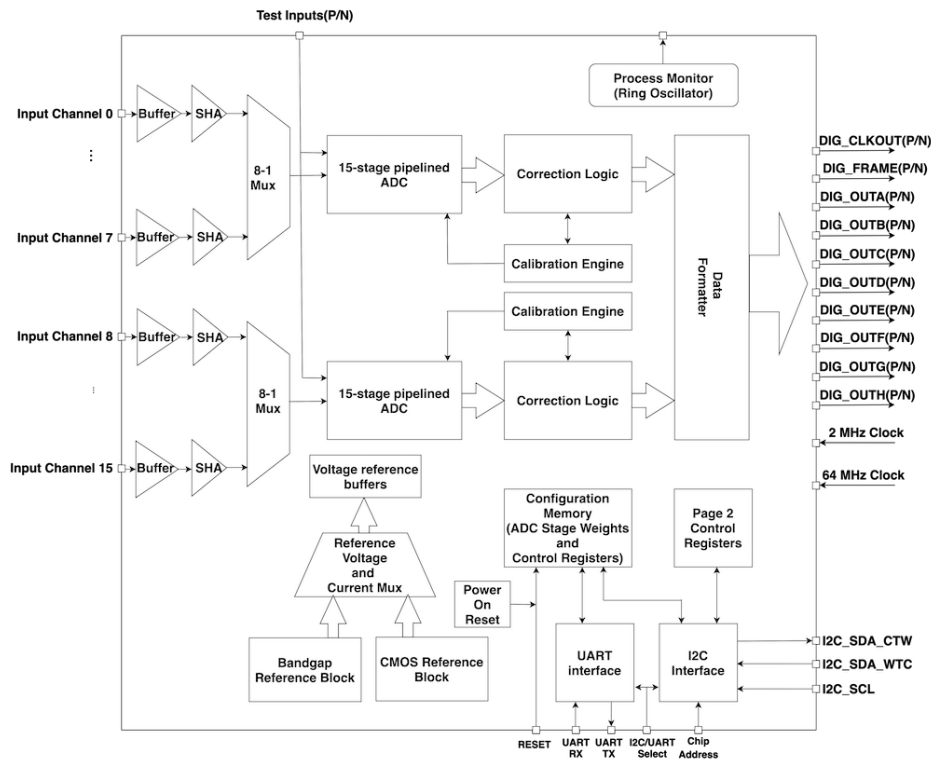 Test Inputs(P/N)
Process Monitor
(Ring Oscillator)
Input Channel 0
Buffer
SHA
...
8-1
Mux
15-stage pipelined
ADC
Correction Logic
Input Channel 7
Buffer
SHA
Calibration Engine
Data
Formatter
DIG_CLKOUT(P/N)
DIG_FRAME(P/N)
DIG_OUTA(P/N)
DIG_OUTB(P/N)
DIG_OUTC(P/N)
DIG_OUTD(P/N)
DIG_OUTE(P/N)
DIG_OUTF(P/N)
DIG_OUTG(P/N)
DIG_OUTH(P/N)
2 MHz Clock
64 MHz Clock
Calibration Engine
Input Channel 8
Buffer
SHA
...
8-1
Mux
15-stage pipelined
ADC
Correction Logic
Input Channel 15
Buffer
SHA
Voltage reference
buffers
Reference
Voltage
and
Current Mux
Bandgap
Reference Block
CMOS Reference
Block
Configuration
Memory
(ADC Stage Weights
and
Control Registers)
Page 2
Control
Registers
Power
On
Reset
UART
interface
I2C
Interface
I2C_SDA_CTW
I2C_SDA_WTC
I2C_SCL
RESET
UART
RX
UART
TX
I2C/UART
Select
Chip
Address